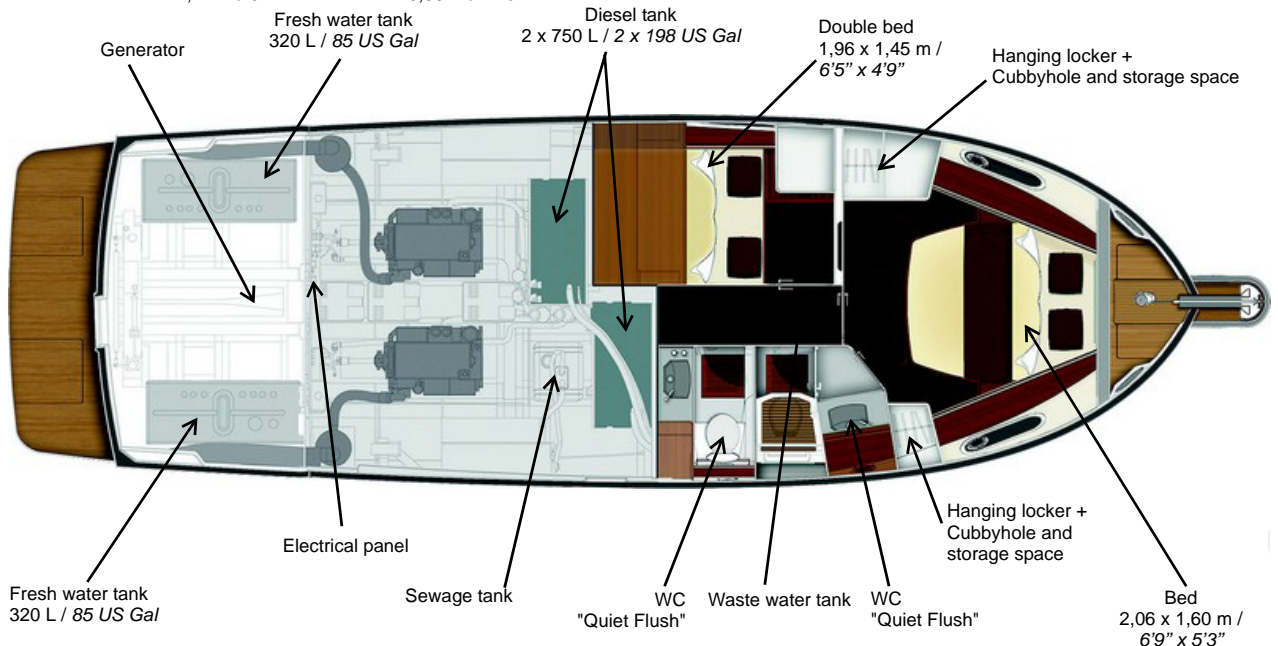 Fresh water tank
320 L / 85 US Gal
Generator
Diesel tank
2 x 750 L / 2 x 198 US Gal
Double bed
1,96 x 1,45 m /
6'5" x 4'9"
Hanging locker +
Cubbyhole and storage space
Fresh water tank
320 L / 85 US Gal
Electrical panel
Sewage tank
WC
"Quiet Flush"
Waste water tank
WC
"Quiet Flush"
Hanging locker +
Cubbyhole and
storage space
Bed
2,06 x 1,60 m /
6'9" x 5'3"